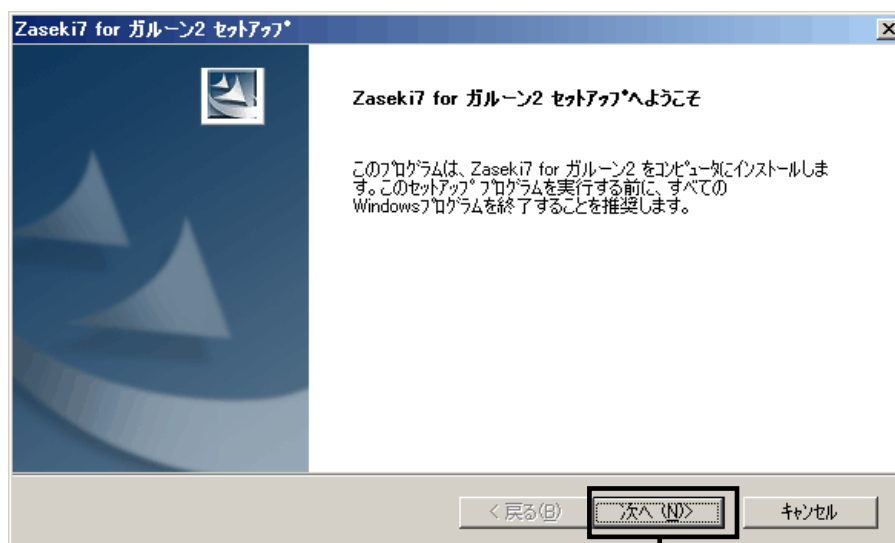 Zaseki7 for ガルーン2 セットアップ
Zaseki7 for ガルーン2 セットアップへようこそ
このプログラムは、Zaseki7 for ガルーン2 をコンピュータにインストールしま
す。このセットアップ プログラムを実行する前に、すべての
Windowsプログラムを終了することを推奨します。
< 戻る(B) 次へ (N)> キャンセル